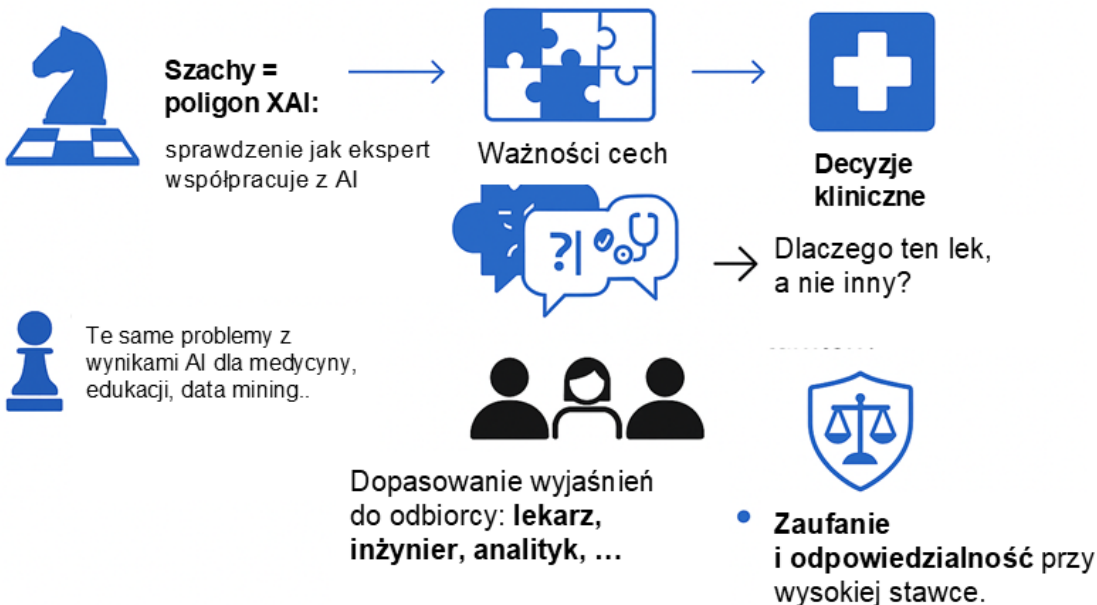 Szachy =
poligon XAI:
sprawdzenie jak ekspert
współpracuje z AI
Ważności cech
Decyzje
kliniczne
?|
Dlaczego ten lek,
a nie inny?
Te same problemy z
wynikami AI dla medycyny,
edukacji, data mining..
Dopasowanie wyjaśnień
do odbiorcy: lekarz,
inżynier, analityk, …
• Zaufanie
i odpowiedzialność przy
wysokiej stawce.